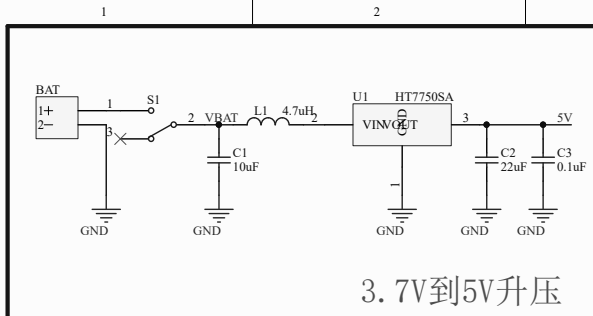 1 2
BAT
1+
2−
1
3
S1
2
VBAT
L1
4.7uH
2
U1
HT7750SA
VIN
VOUT
GND
3
5V
1
C1
10uF
C2
22uF
C3
0.1uF
GND
GND
GND
GND
GND
3.7V到5V升压